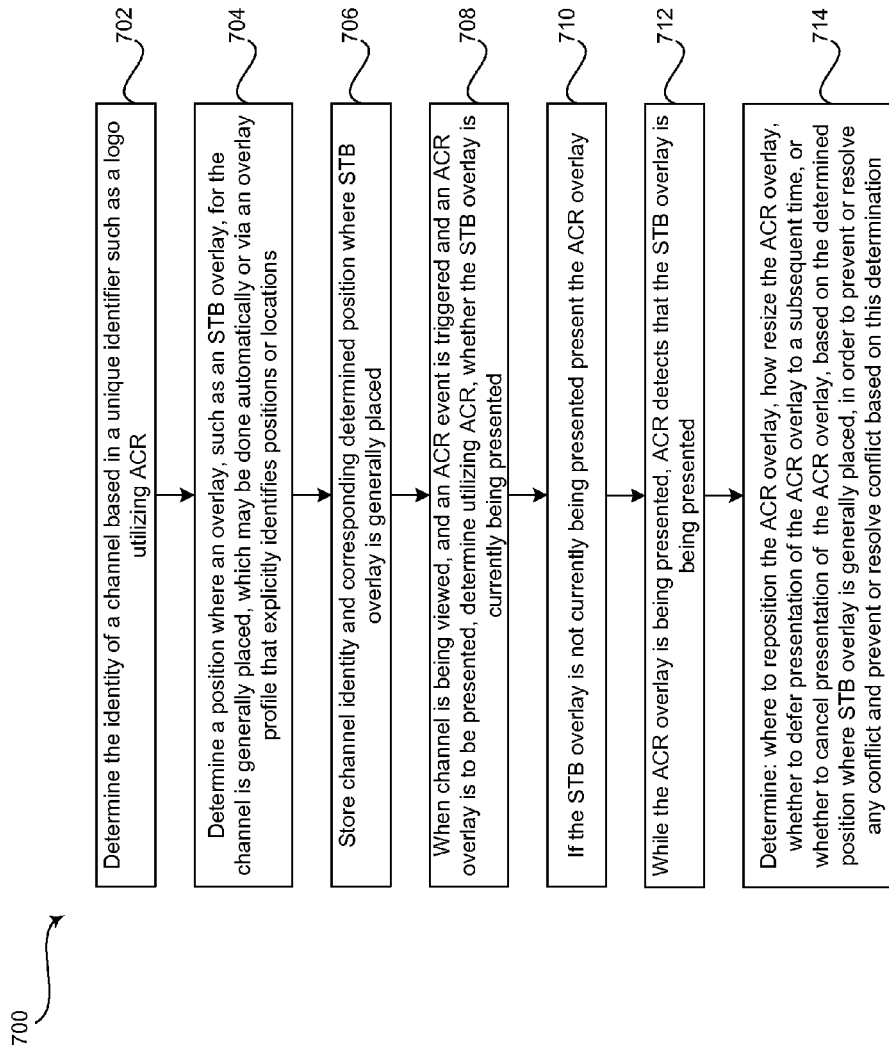 700
Determine the identity of a channel based in a unique identifier such as a logo
utilizing ACR
702
Determine a position where an overlay, such as an STB overlay, for the
channel is generally placed, which may be done automatically or via an overlay
profile that explicitly identifies positions or locations
704
Store channel identity and corresponding determined position where STB
overlay is generally placed
706
When channel is being viewed, and an ACR event is triggered and an ACR
overlay is to be presented, determine utilizing ACR, whether the STB overlay is
currently being presented
708
If the STB overlay is not currently being presented present the ACR overlay
710
While the ACR overlay is being presented, ACR detects that the STB overlay is
being presented
712
Determine: where to reposition the ACR overlay, how resize the ACR overlay,
whether to defer presentation of the ACR overlay to a subsequent time, or
whether to cancel presentation of the ACR overlay, based on the determined
position where STB overlay is generally placed, in order to prevent or resolve
any conflict and prevent or resolve conflict based on this determination
714